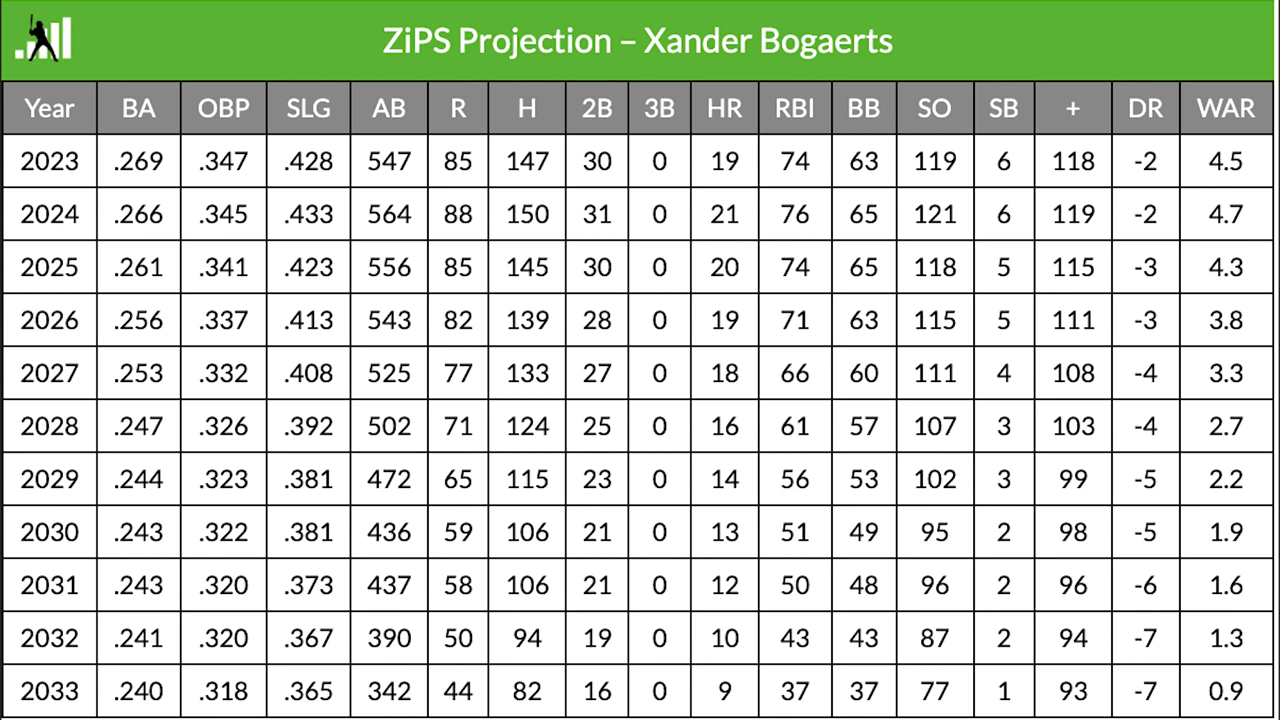 ZiPS Projection – Xander Bogaerts
Year BA OBP SLG AB R H 2B 3B HR RBI BB SO SB + DR WAR
2023 .269 .347 .428 547 85 147 30 0 19 74 63 119 6 118 -2 4.5
2024 .266 .345 .433 564 88 150 31 0 21 76 65 121 6 119 -2 4.7
2025 .261 .341 .423 556 85 145 30 0 20 74 65 118 5 115 -3 4.3
2026 .256 .337 .413 543 82 139 28 0 19 71 63 115 5 111 -3 3.8
2027 .253 .332 .408 525 77 133 27 0 18 66 60 111 4 108 -4 3.3
2028 .247 .326 .392 502 71 124 25 0 16 61 57 107 3 103 -4 2.7
2029 .244 .323 .381 472 65 115 23 0 14 56 53 102 3 99 -5 2.2
2030 .243 .322 .381 436 59 106 21 0 13 51 49 95 2 98 -5 1.9
2031 .243 .320 .373 437 58 106 21 0 12 50 48 96 2 96 -6 1.6
2032 .241 .320 .367 390 50 94 19 0 10 43 43 87 2 94 -7 1.3
2033 .240 .318 .365 342 44 82 16 0 9 37 37 77 1 93 -7 0.9